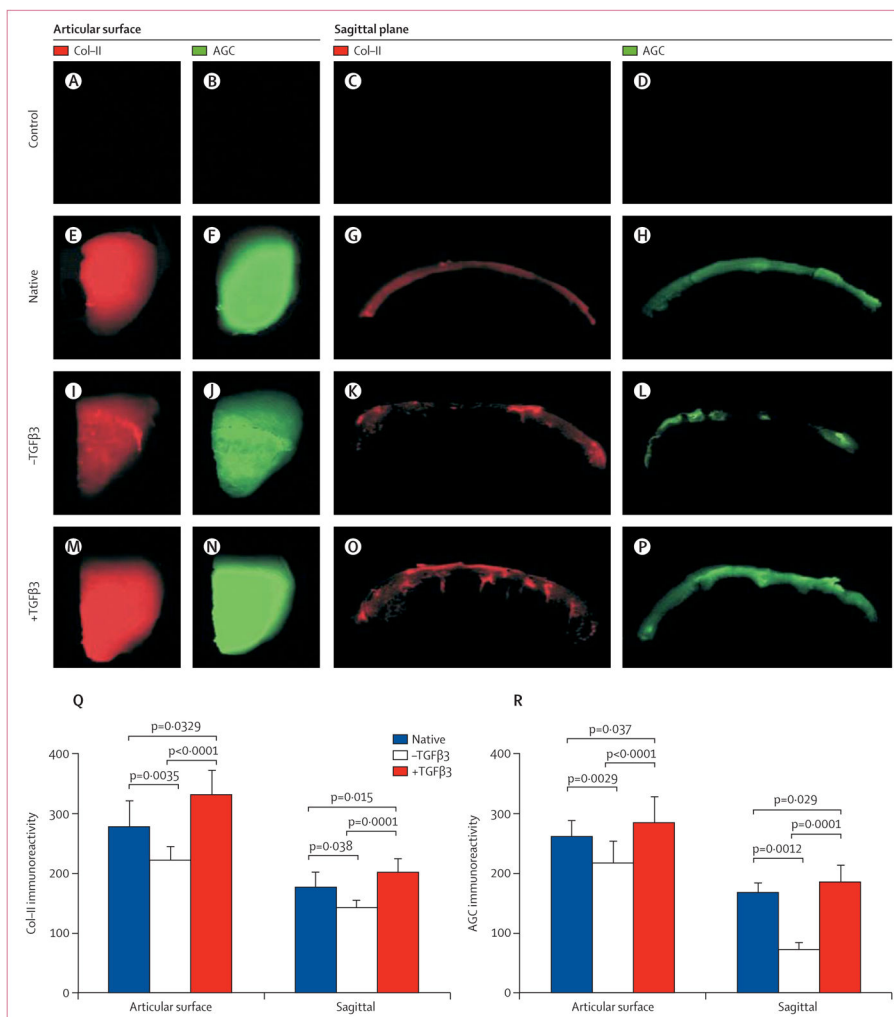 Articular surface Sagittal plane
Col–II AGC Col–II AGC
Control
A B C D
Native
E F G H
–TGFβ3
I J K L
+TGFβ3
M N O P
Q R
Native
–TGFβ3
+TGFβ3
Col–II immunoreactivity
400
300
200
100
0
p=0·0329
p<0·0001
p=0·0035
p=0·015
p=0·0001
p=0·038
Articular surface Sagittal
AGC immunoreactivity
400
300
200
100
0
p=0·037
p<0·0001
p=0·0029
p=0·029
p=0·0001
p=0·0012
Articular surface Sagittal